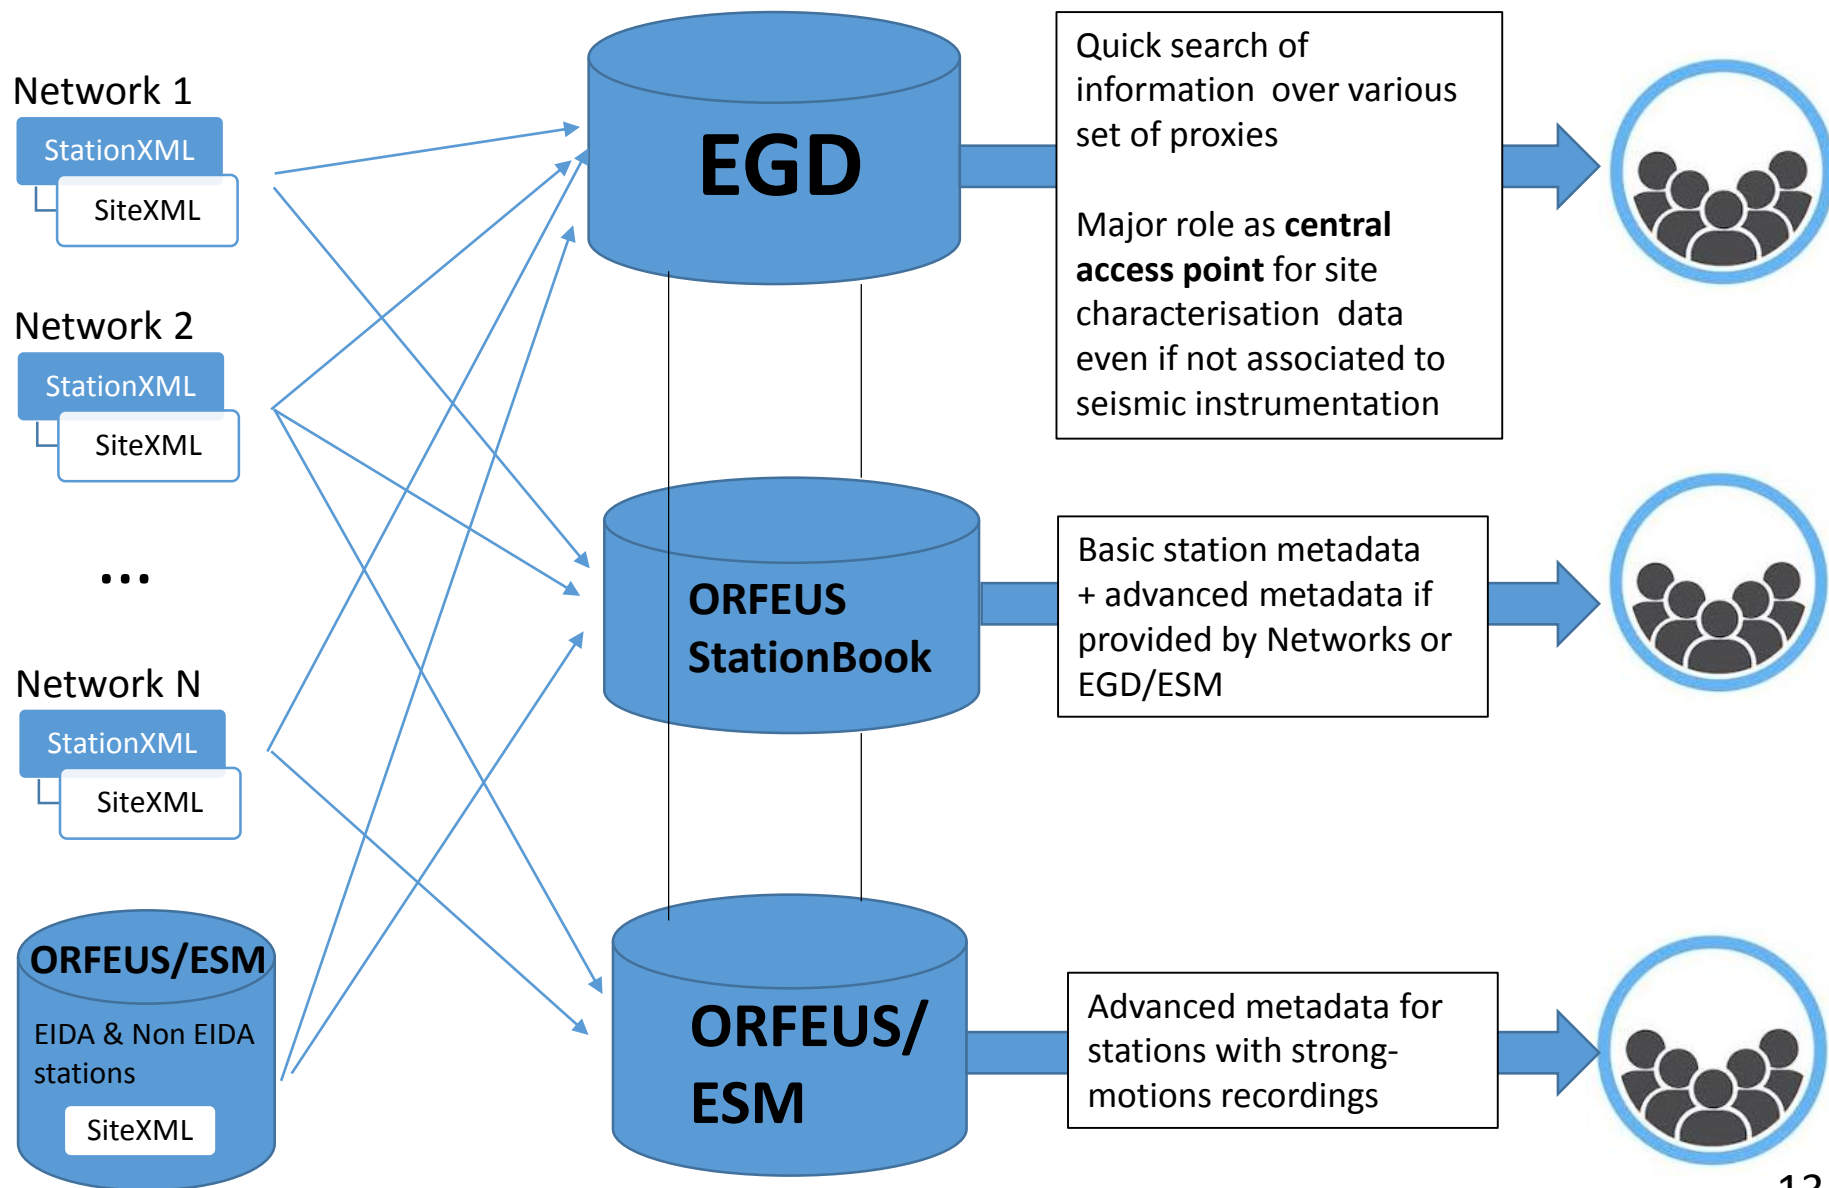 Network 1
StationXML
SiteXML
Network 2
StationXML
SiteXML
...
Network N
StationXML
SiteXML
ORFEUS/ESM
EIDA & Non EIDA
stations
SiteXML
EGD
ORFEUS
StationBook
ORFEUS/
ESM
Quick search of
information over various
set of proxies
Major role as central
access point for site
characterisation data
even if not associated to
seismic instrumentation
Basic station metadata
+ advanced metadata if
provided by Networks or
EGD/ESM
Advanced metadata for
stations with strong-
motions recordings